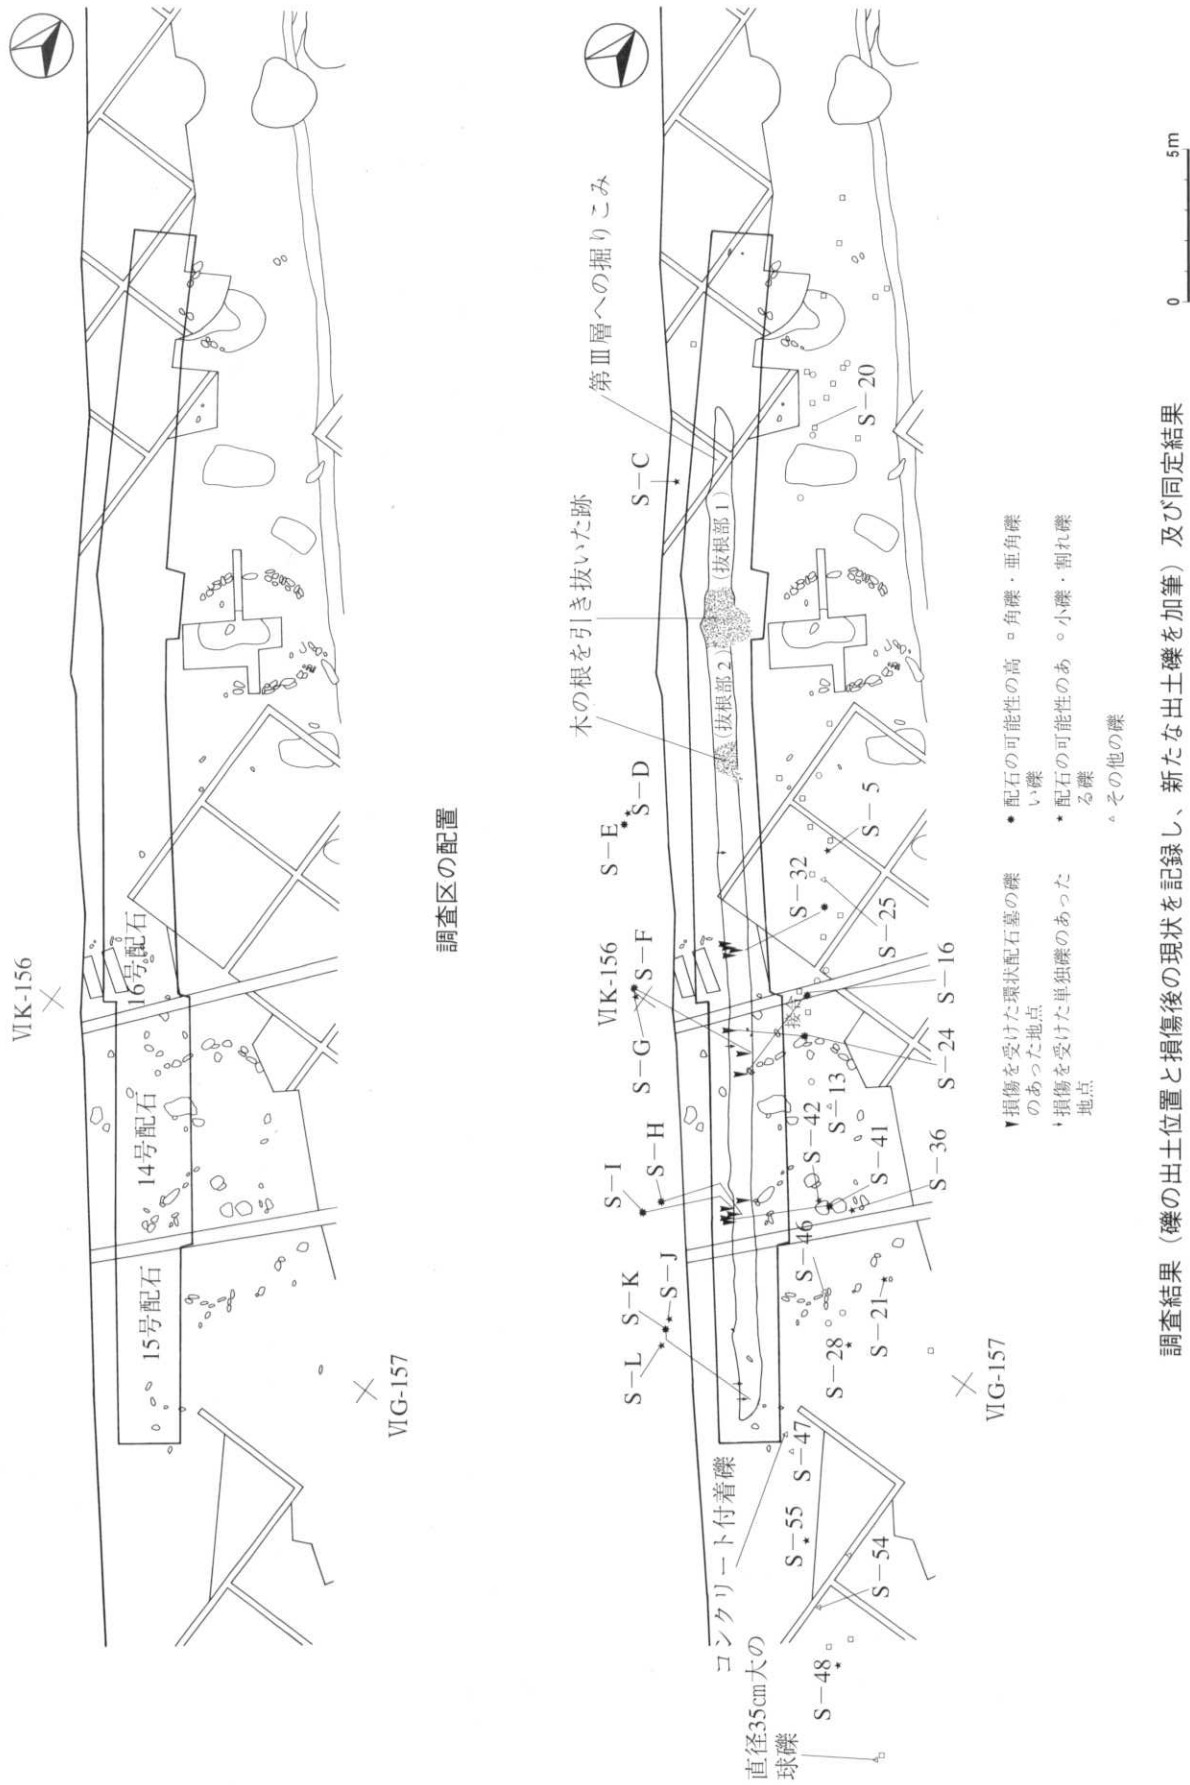 ⅥK-156
16号配石
14号配石
15号配石
ⅥG-157
調査区の配置
第Ⅲ層への掘りこみ
木の根を引き抜いた跡
(抜根部1)
(抜根部2)
S-C
S-D
S-E
S-F
S-G
ⅥK-156
S-H
S-I
S-J
S-K
S-L
S-20
S-5
S-32
S-25
接合
S-16
S-24
S-13
S-42
S-41
S-36
S-46
S-21
S-28
ⅥG-157
S-47
コンクリート付着礫
S-55
S-54
S-48
直径35cm大の
球礫
▼損傷を受けた環状配石墓の礫
のあった地点
損傷を受けた単独礫のあった
地点
配石の可能性の高
い礫
★配石の可能性のあ
る礫
△その他の礫
□角礫・亜角礫
○小礫・割れ礫
0 5m
調査結果(礫の出土位置と損傷後の現状を記録し、新たな出土礫を加筆)及び同定結果